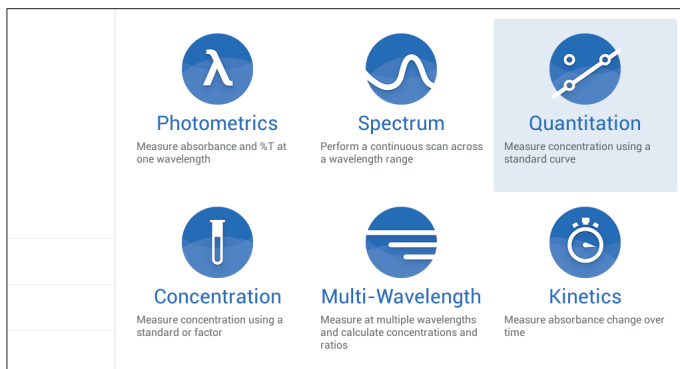 λ
Photometrics
Measure absorbance and %T at
one wavelength
Spectrum
Perform a continuous scan across
a wavelength range
Quantitation
Measure concentration using a
standard curve
Concentration
Measure concentration using a
standard or factor
Multi-Wavelength
Measure at multiple wavelengths
and calculate concentrations and
ratios
Kinetics
Measure absorbance change over
time